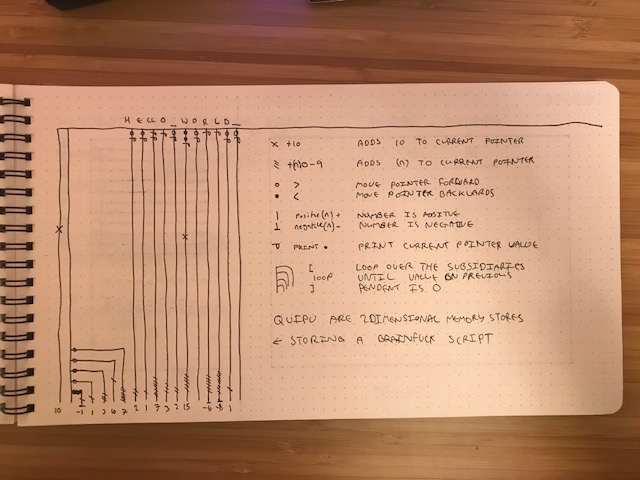 HELLO_WORLD_
x +10 ADDS 10 TO CURRENT POINTER
// +(n)0-9 ADDS (n) TO CURRENT POINTER
o > MOVE POINTER FORWARD
• < MOVE POINTER BACKWARDS
| positive(n)+ NUMBER IS POSITIVE
⊥ negative(n)- NUMBER IS NEGATIVE
P PRINT • PRINT CURRENT POINTER VALUE
[ LOOP OVER THE SUBSIDIARIES
loop UNTIL VALUE ON PREVIOUS
] PENDENT IS 0
QUIPU ARE 2DIMENSIONAL MEMORY STORES
← STORING A BRAINFUCK SCRIPT
10 -1 1 3 6 7 2 1 7 3 2 15 -6 -8 1